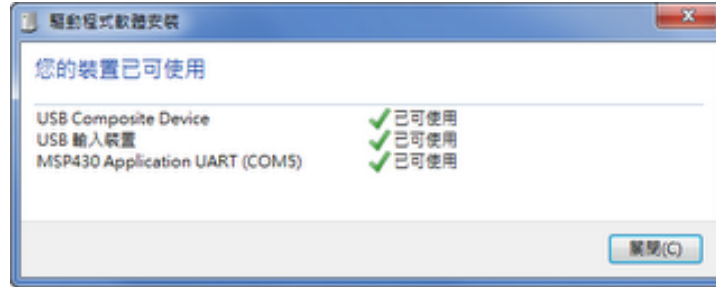 驅動程式軟體安裝
您的裝置已可使用
USB Composite Device 已可使用
USB 輸入裝置 已可使用
MSP430 Application UART (COM5) 已可使用
關閉(C)